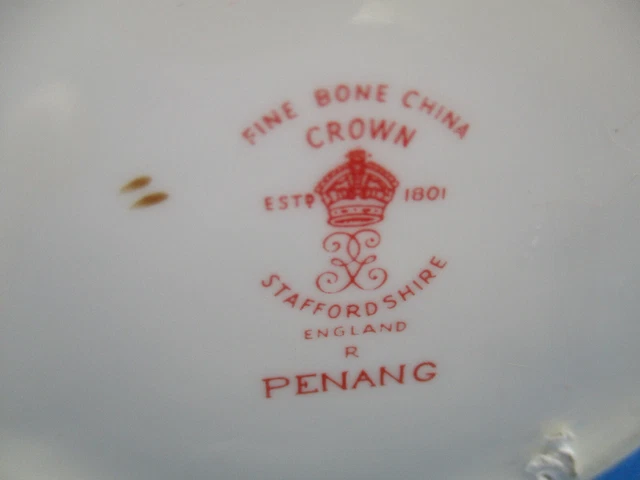 FINE BONE CHINA
CROWN
ESTD 1801
STAFFORDSHIRE
ENGLAND
R
PENANG